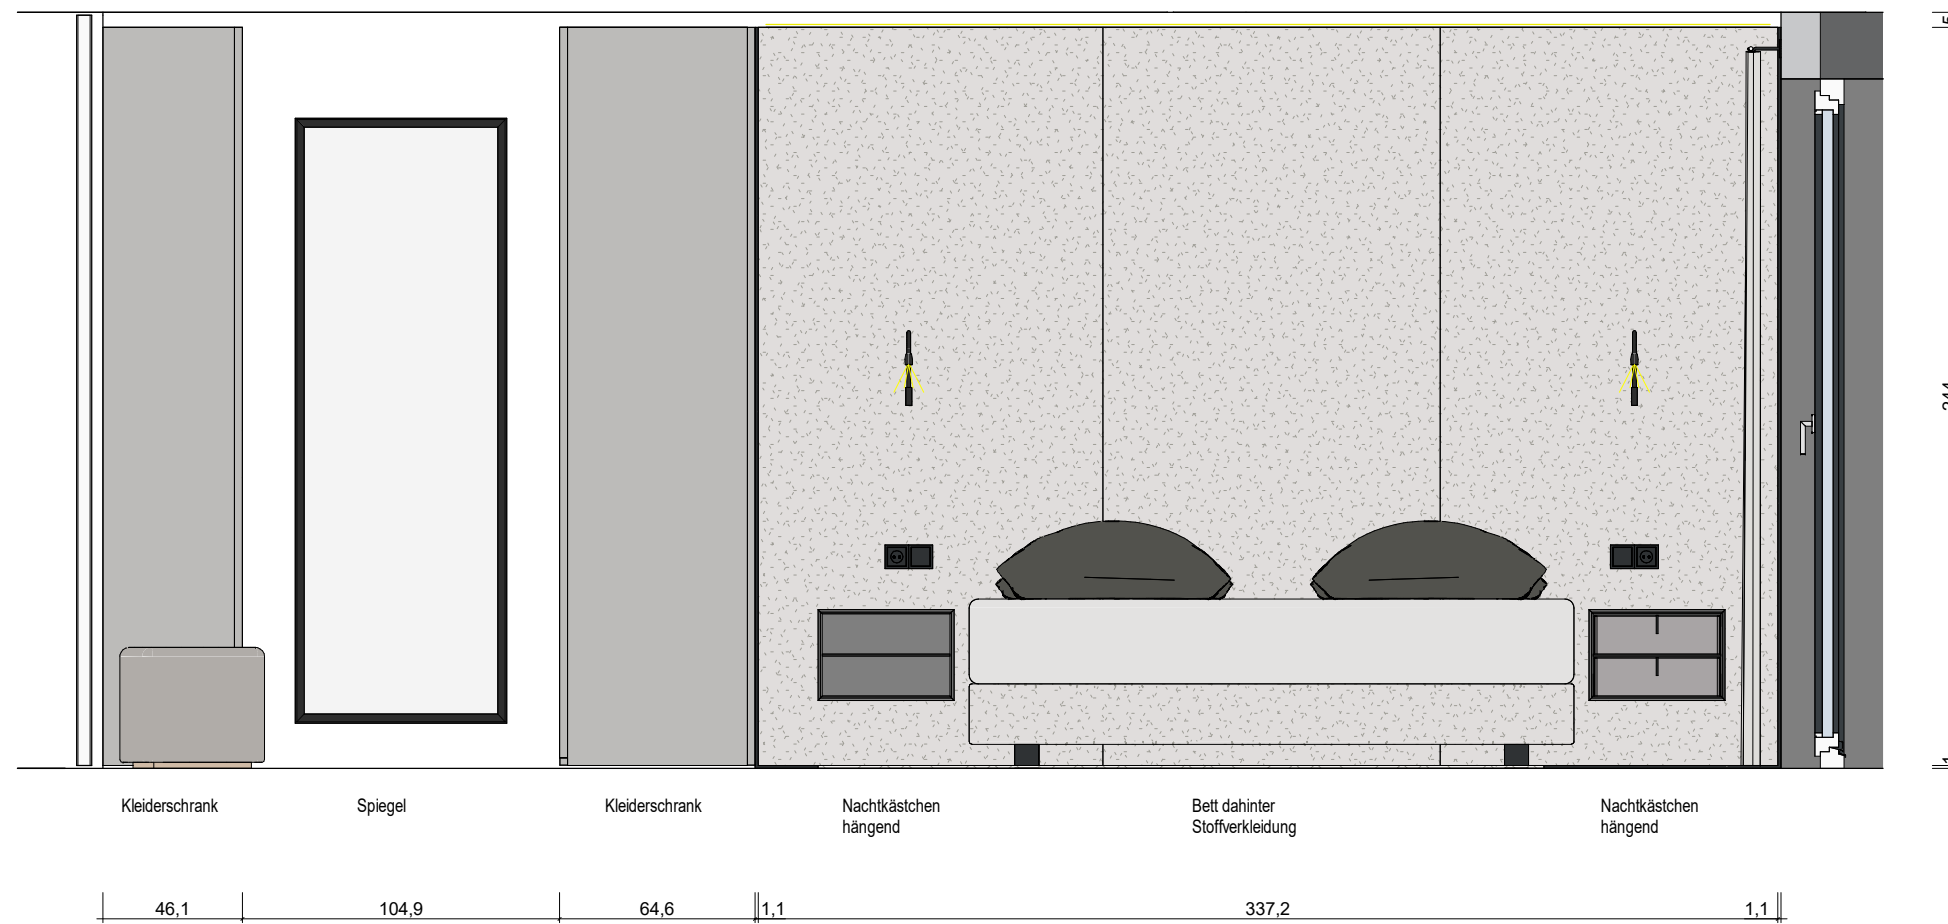 Kleiderschrank
Spiegel
Kleiderschrank
Nachtkästchen
hängend
Bett dahinter
Stoffverkleidung
Nachtkästchen
hängend
46,1
104,9
64,6
1,1
337,2
1,1